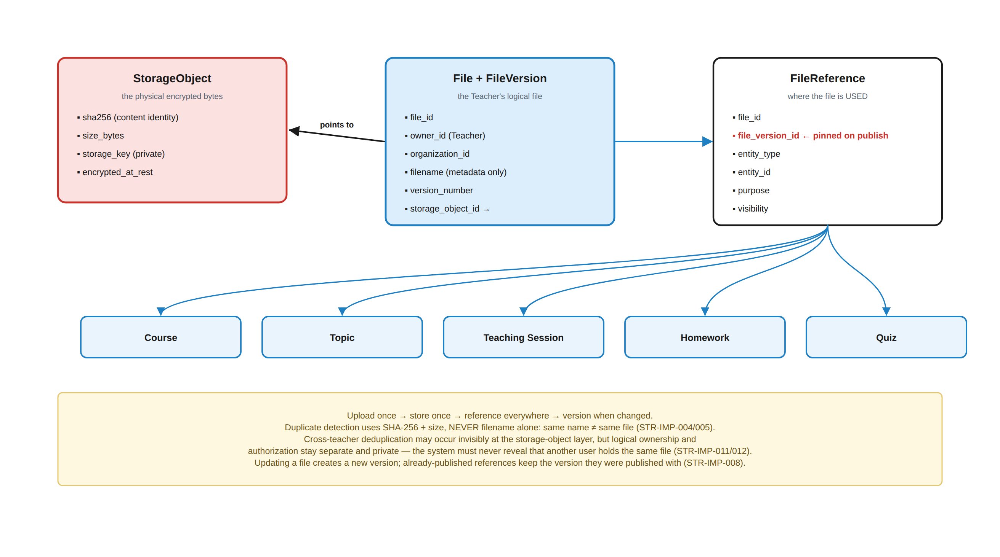 StorageObject
the physical encrypted bytes
▪ sha256 (content identity)
▪ size_bytes
▪ storage_key (private)
▪ encrypted_at_rest
points to
File + FileVersion
the Teacher's logical file
▪ file_id
▪ owner_id (Teacher)
▪ organization_id
▪ filename (metadata only)
▪ version_number
▪ storage_object_id →
FileReference
where the file is USED
▪ file_id
▪ file_version_id ← pinned on publish
▪ entity_type
▪ entity_id
▪ purpose
▪ visibility
Course
Topic
Teaching Session
Homework
Quiz
Upload once → store once → reference everywhere → version when changed.
Duplicate detection uses SHA-256 + size, NEVER filename alone: same name ≠ same file (STR-IMP-004/005).
Cross-teacher deduplication may occur invisibly at the storage-object layer, but logical ownership and
authorization stay separate and private — the system must never reveal that another user holds the same file (STR-IMP-011/012).
Updating a file creates a new version; already-published references keep the version they were published with (STR-IMP-008).